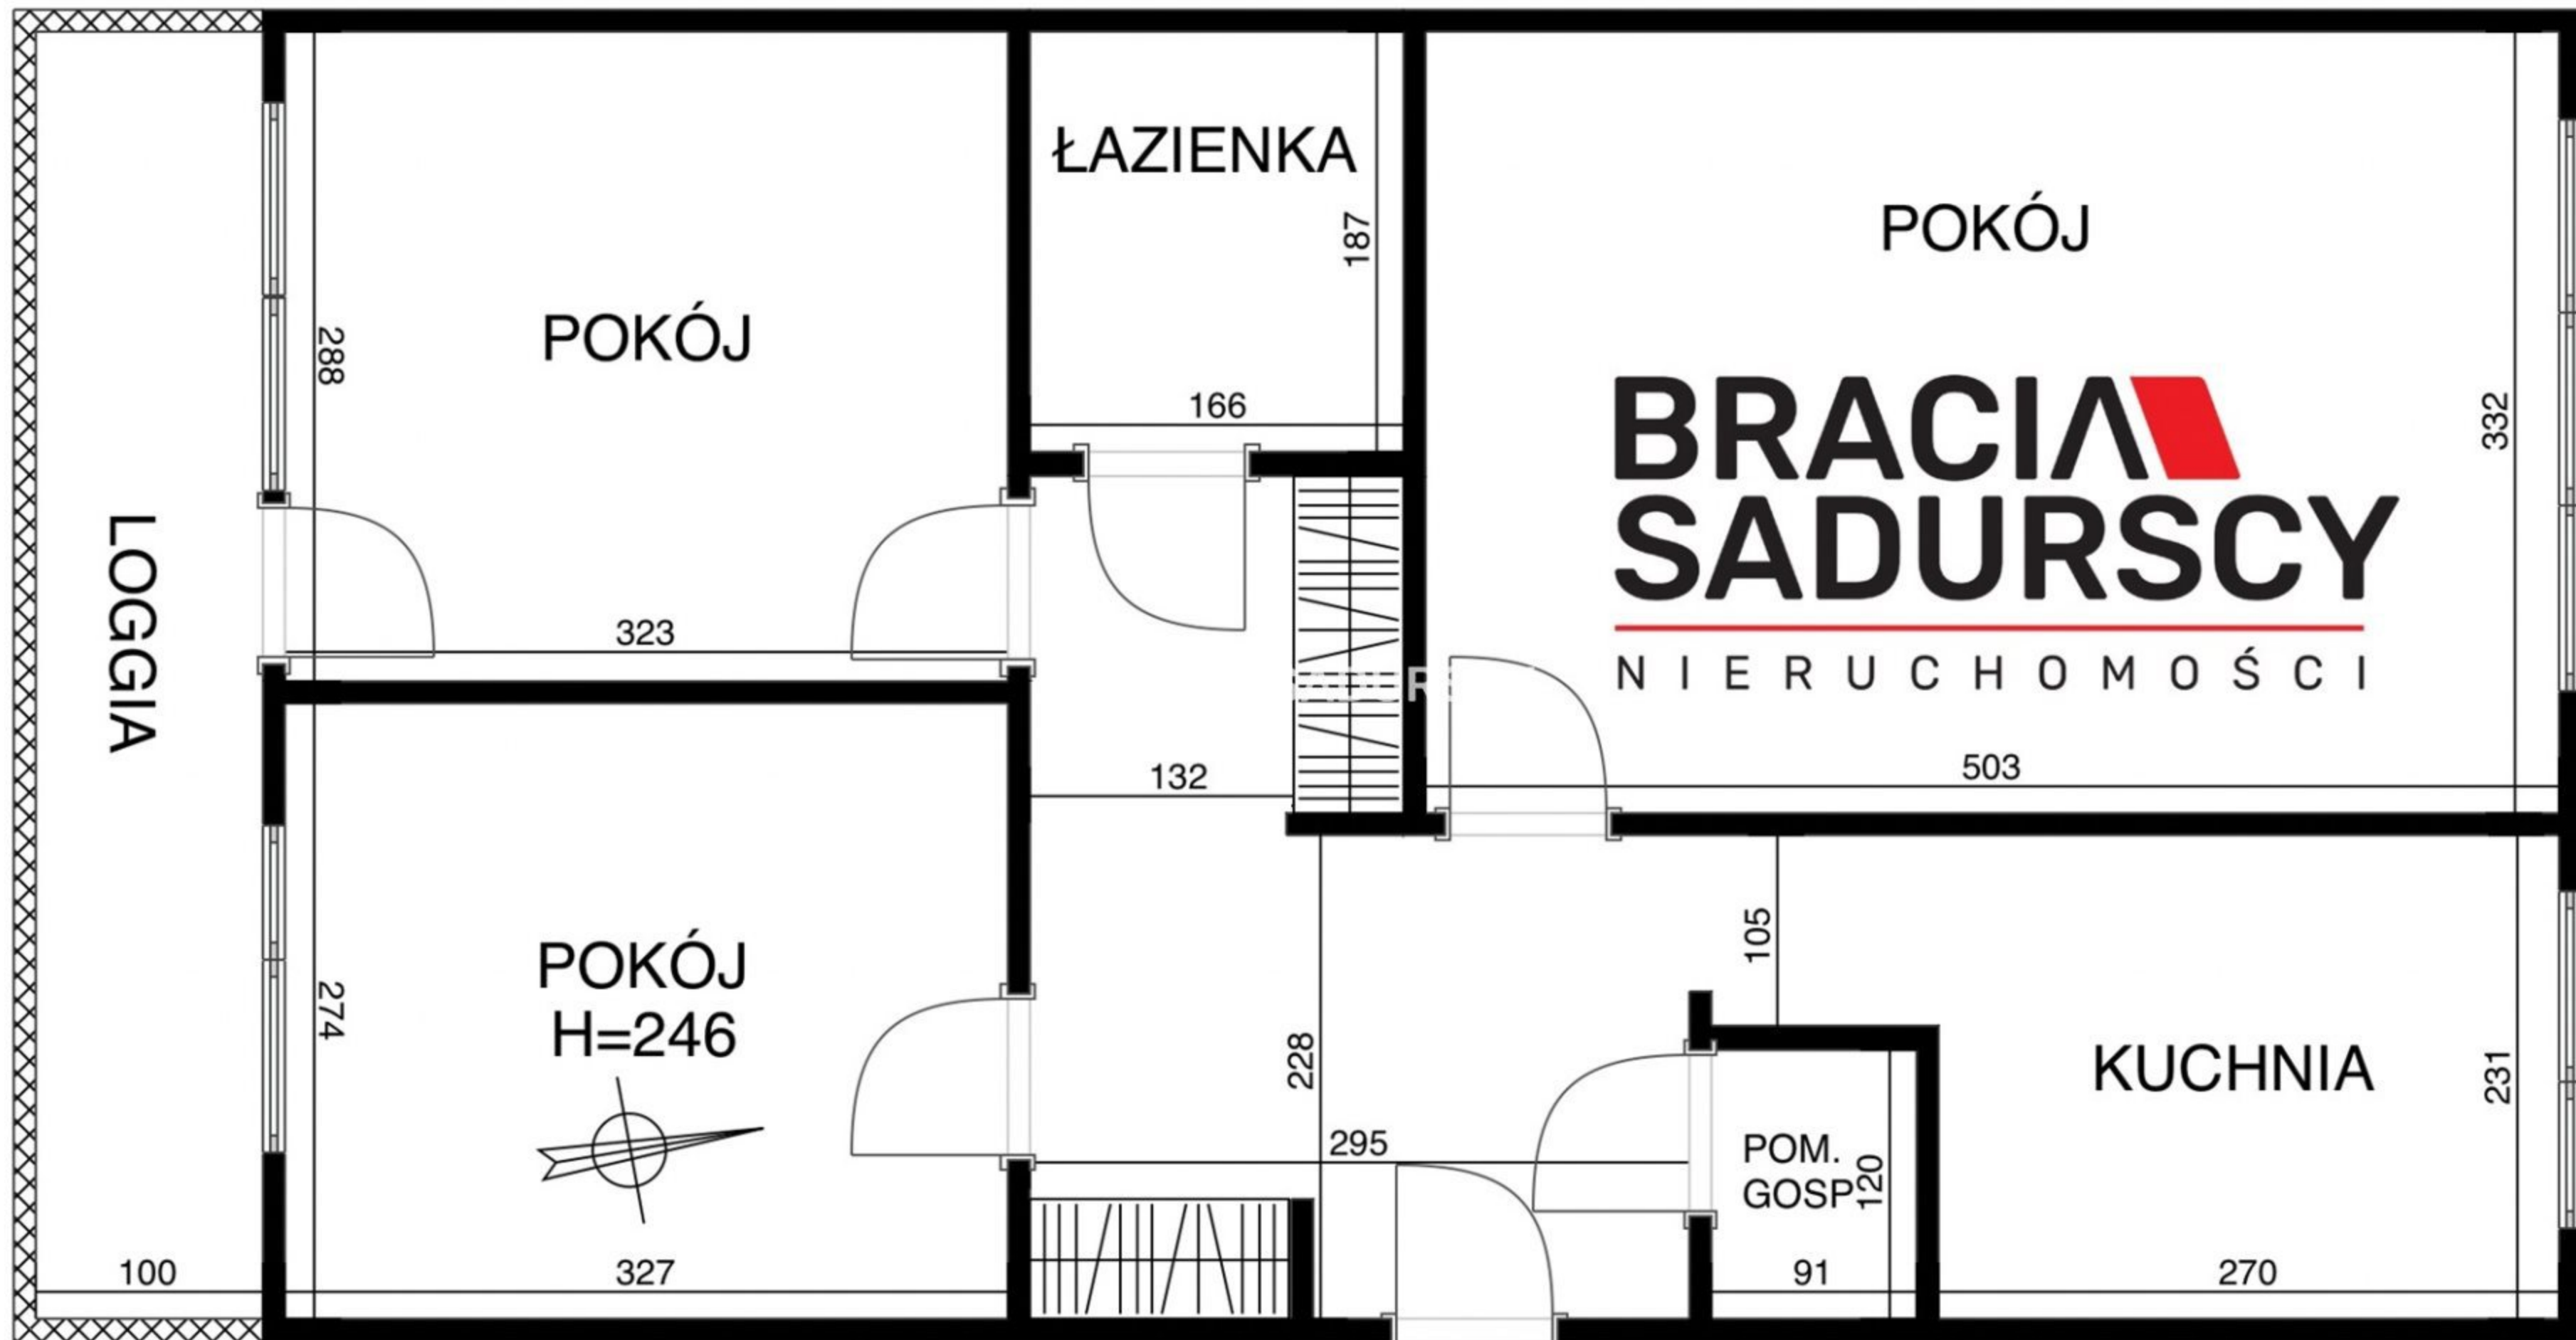 ŁAZIENKA
POKÓJ
187
POKÓJ
288
BRACIA
SADURSCY
NIERUCHOMOŚCI
332
166
LOGGIA
323
132
503
105
POKÓJ
H=246
274
228
KUCHNIA
231
295
POM.
GOSP
120
100
327
91
270